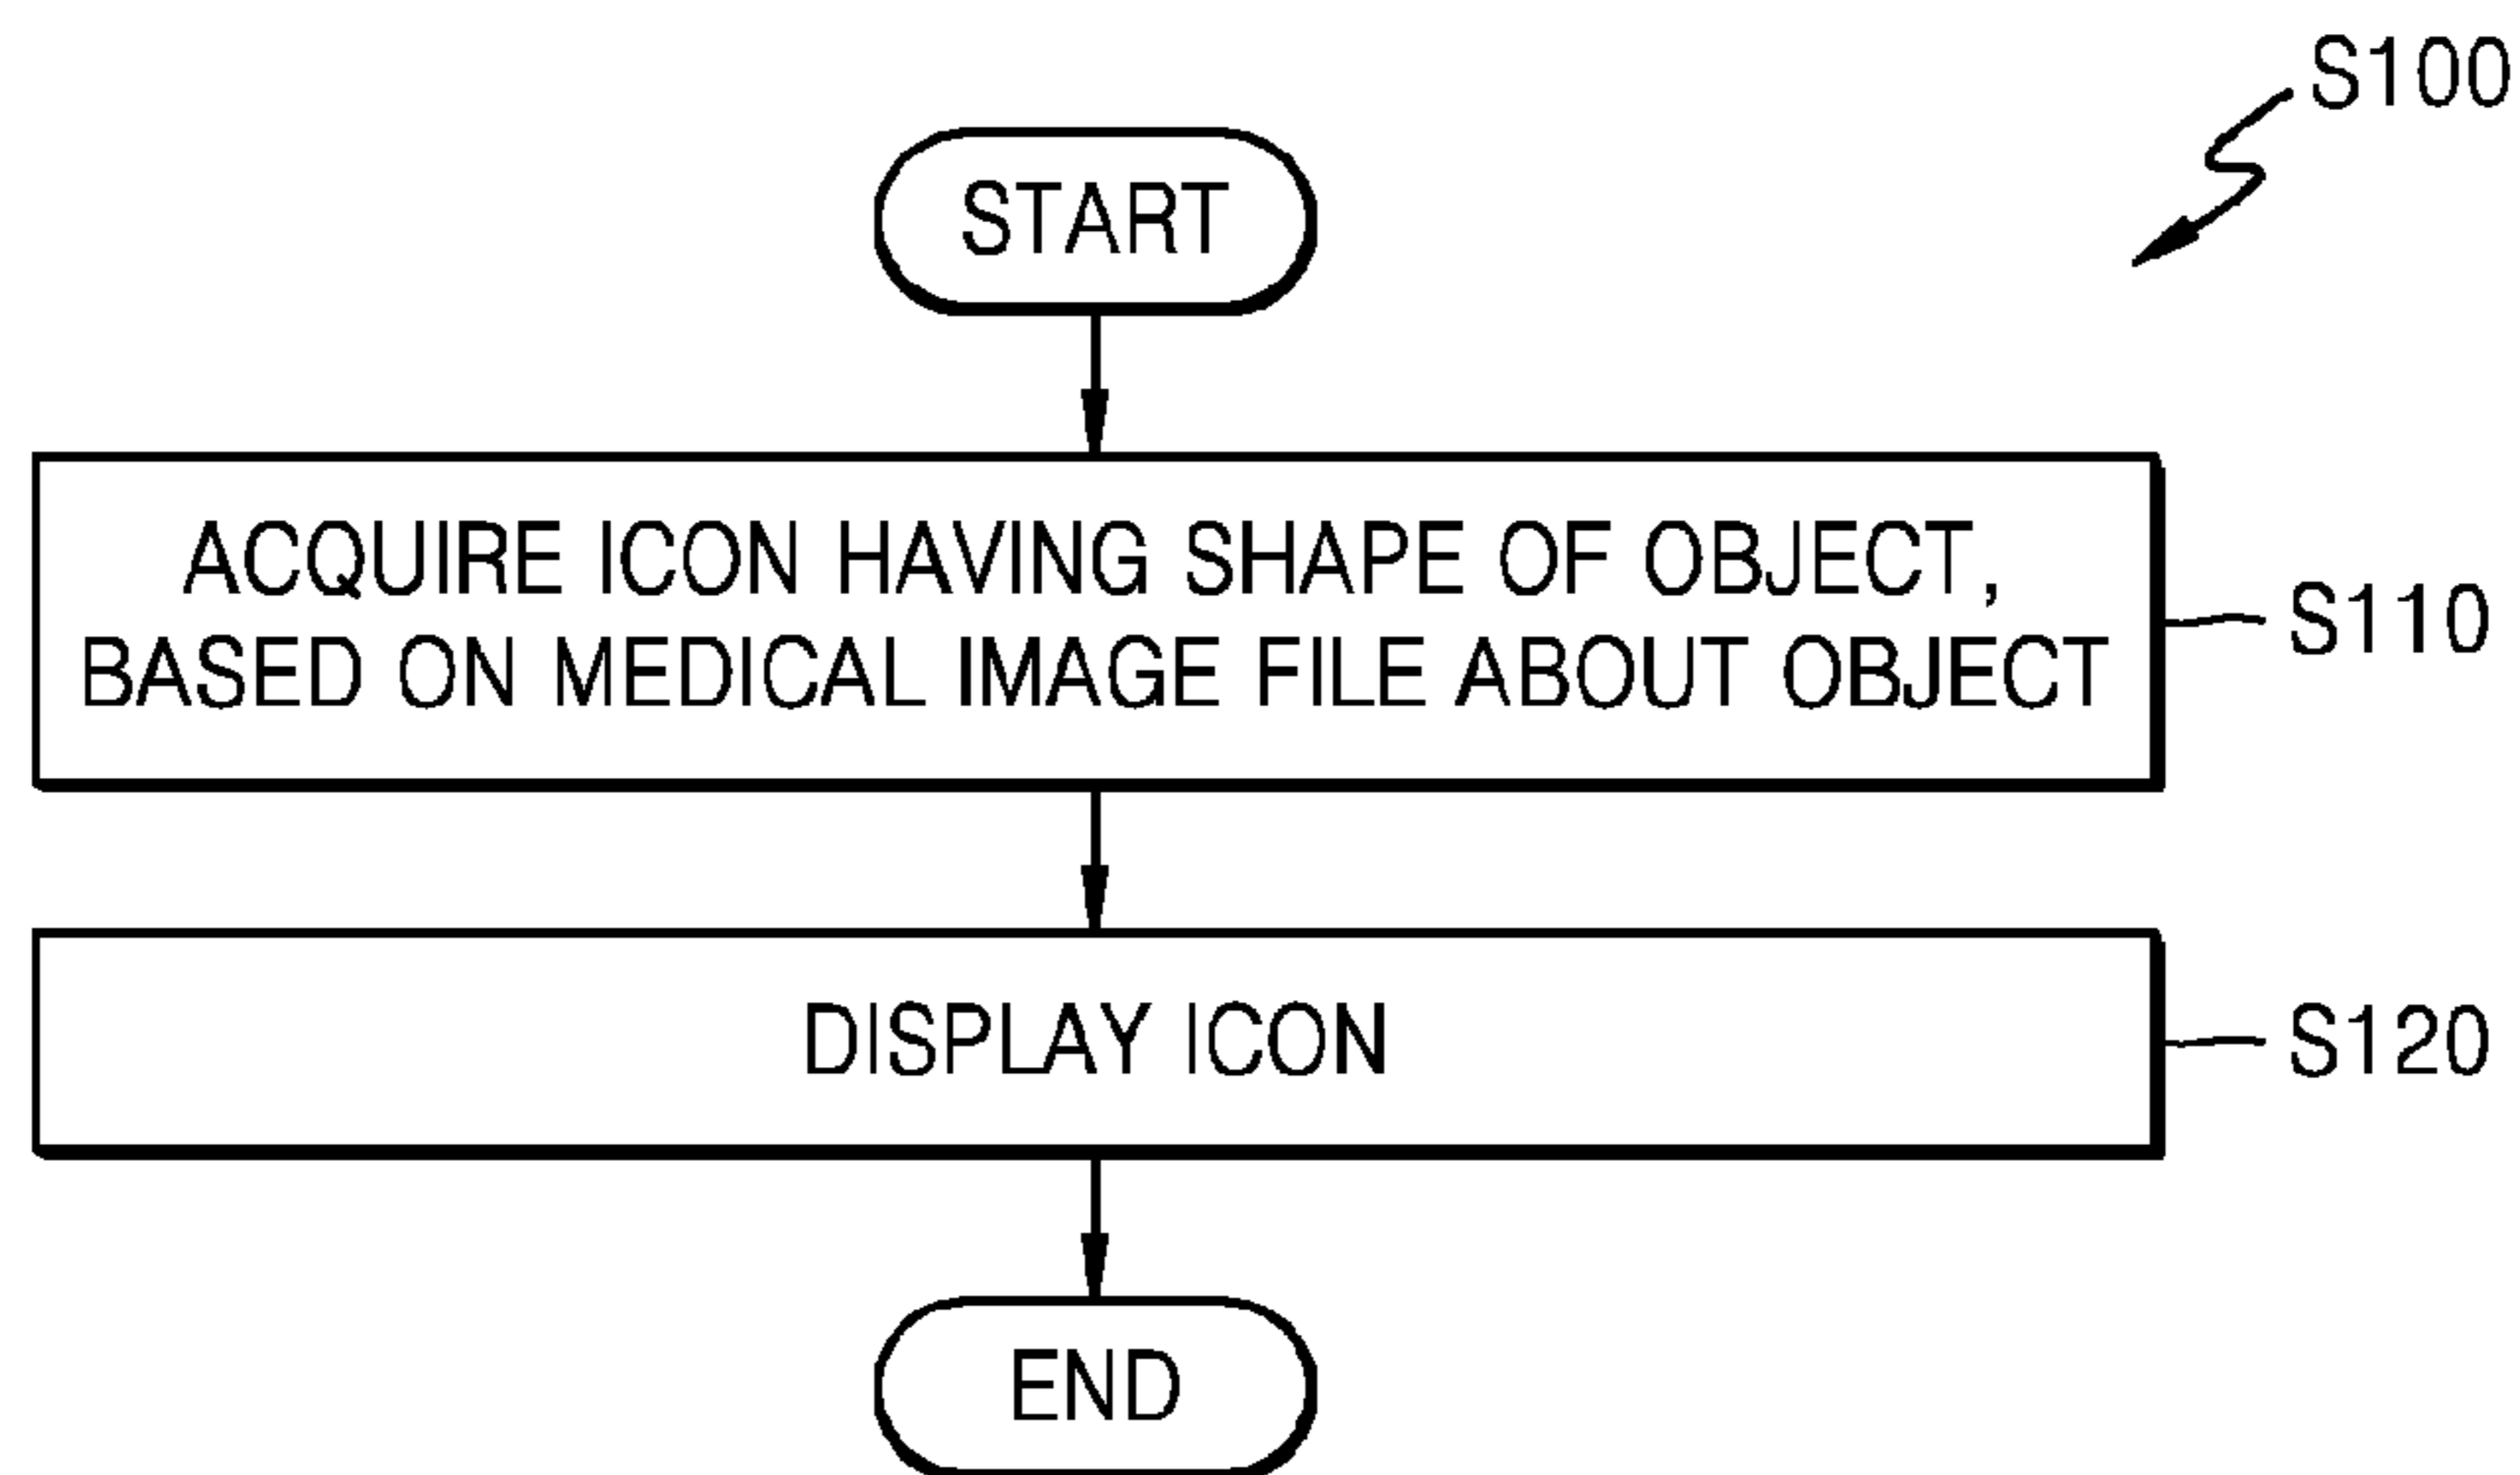 S100
START
ACQUIRE ICON HAVING SHAPE OF OBJECT,
BASED ON MEDICAL IMAGE FILE ABOUT OBJECT
S110
DISPLAY ICON
S120
END